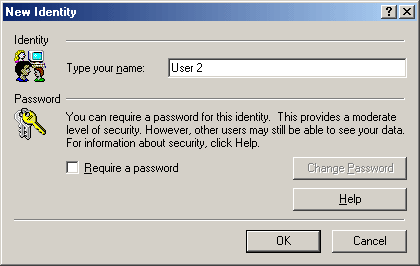 New Identity
Identity
Type your name: User 2
Password
You can require a password for this identity. This provides a moderate
level of security. However, other users may still be able to see your data.
For information about security, click Help.
Require a password
Change Password
Help
OK Cancel